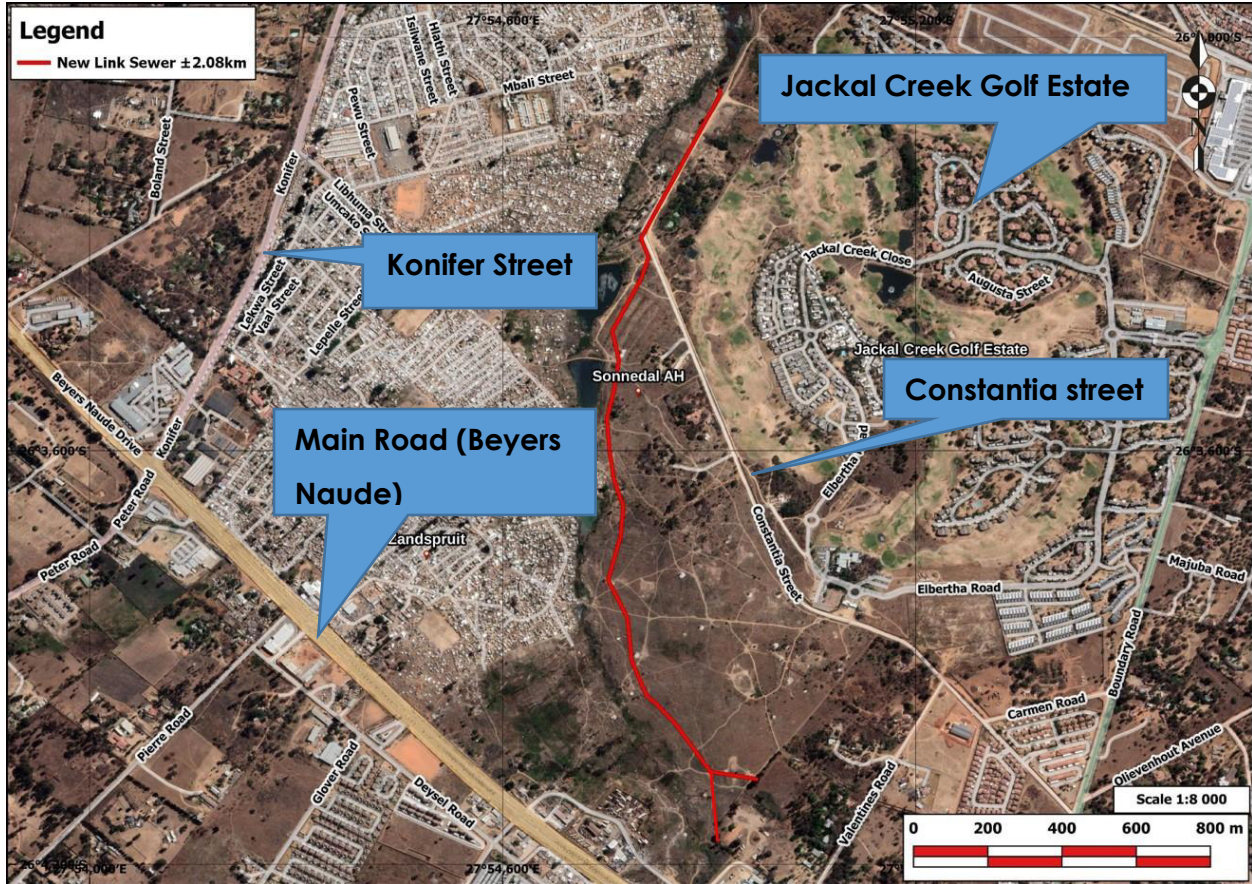 Legend
New Link Sewer ±2.08km
27°54,600'E
27°55,200'E
Hlathi Street
Isilwane Street
Mbali Street
Pewu Street
Boland Street
Konifer
Libhuma
Umcako
Jackal Creek Golf Estate
Konifer Street
Lekwa Street
Vaal Street
Lepelle Street
Jackal Creek Close
Augusta Street
Jackal Creek Golf Estate
Sonnedal AH
Constantia street
Beyers Naude Drive
Konifer
Peter Road
Peter Road
Main Road (Beyers
Naude)
26°3,600'S
26°3,600'S
Zandspruit
Constantia Street
Elbertha Road
Majuba Road
Boundary Road
Carmen Road
Olievenhout Avenue
Valentines Road
Pierre Road
Glover Road
Deysel Road
Scale 1:8 000
0 200 400 600 800 m
27°54,000'E
27°54,600'E